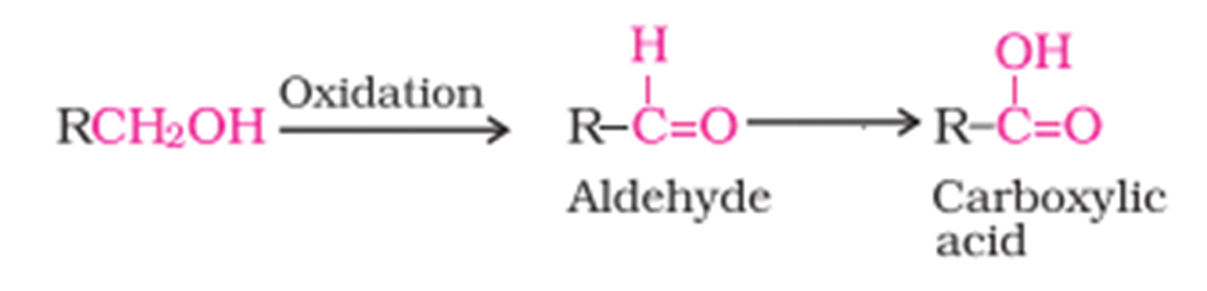 H
OH
RCH₂OH Oxidation R–C=O R–C=O
Aldehyde Carboxylic
acid